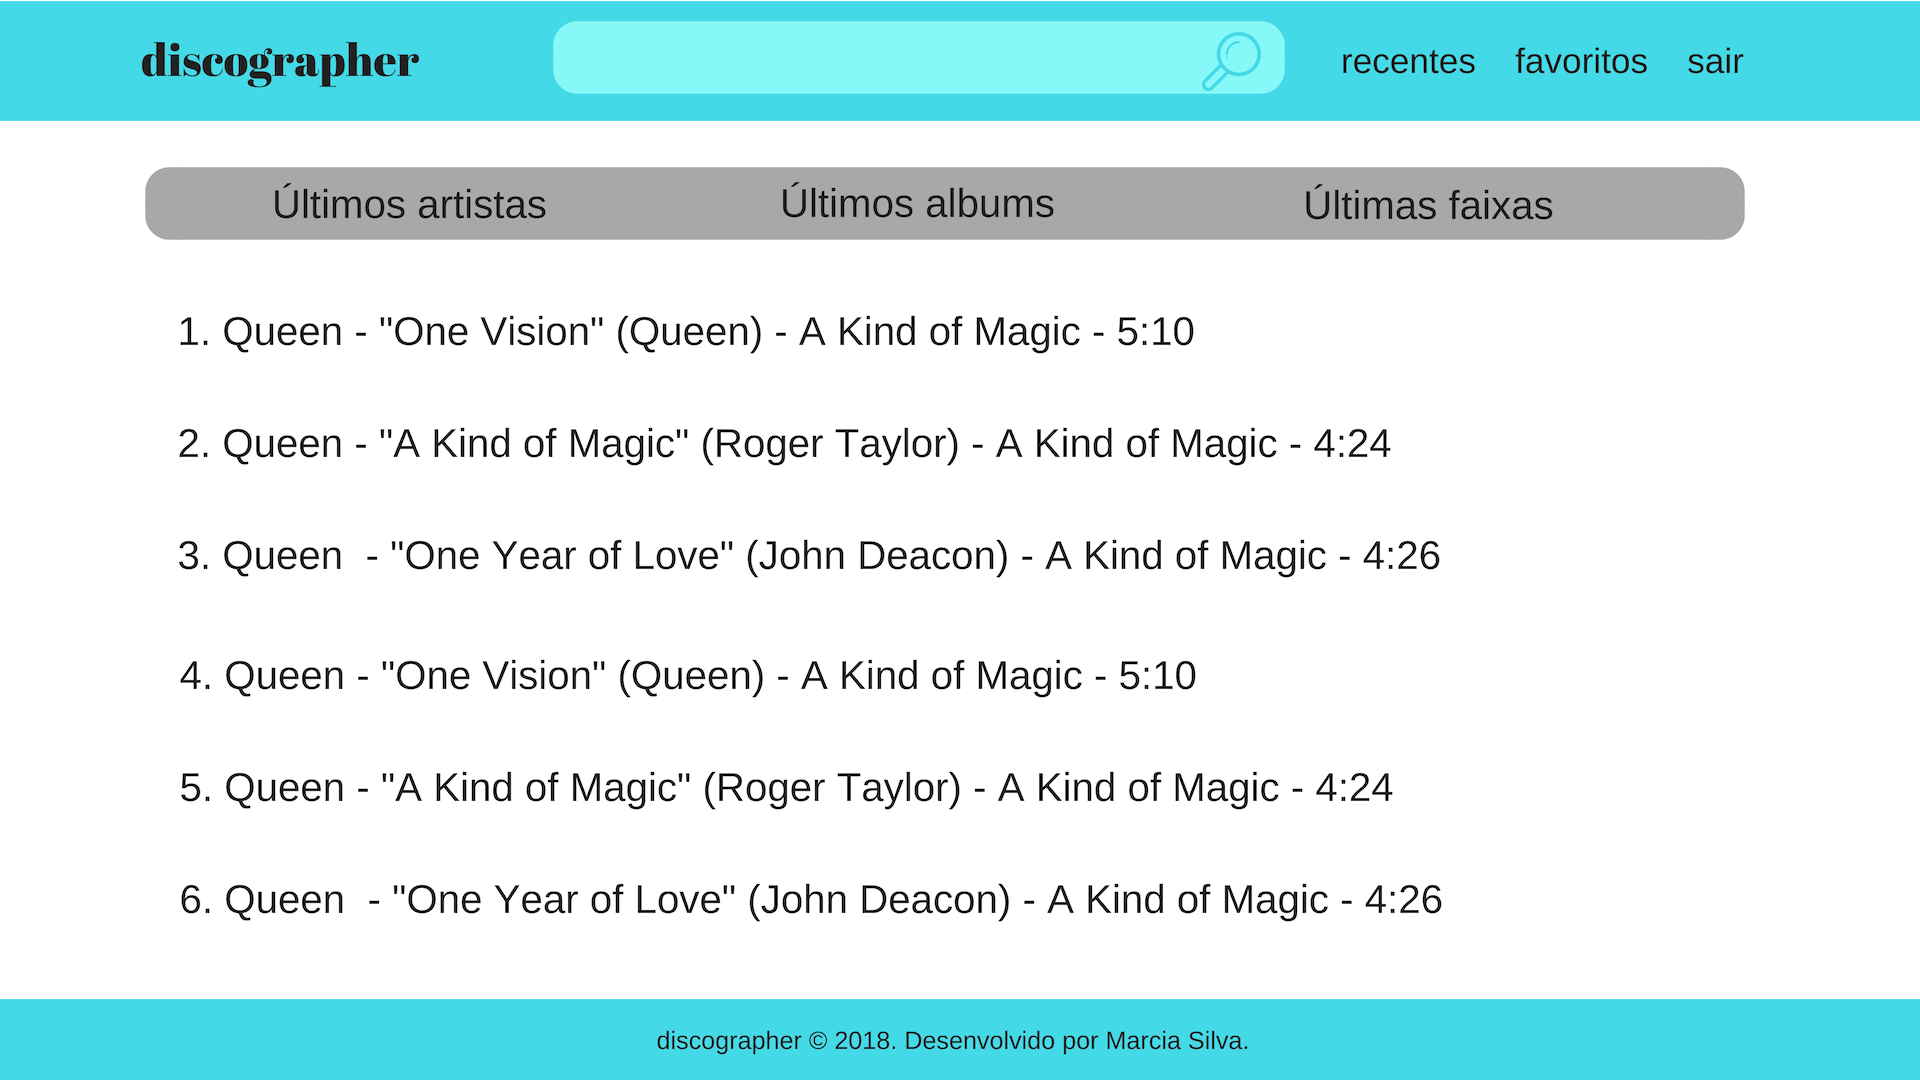 discographer
recentes favoritos sair
Últimos artistas Últimos albums Últimas faixas
1. Queen - "One Vision" (Queen) - A Kind of Magic - 5:10
2. Queen - "A Kind of Magic" (Roger Taylor) - A Kind of Magic - 4:24
3. Queen  - "One Year of Love" (John Deacon) - A Kind of Magic - 4:26
4. Queen - "One Vision" (Queen) - A Kind of Magic - 5:10
5. Queen - "A Kind of Magic" (Roger Taylor) - A Kind of Magic - 4:24
6. Queen  - "One Year of Love" (John Deacon) - A Kind of Magic - 4:26
discographer © 2018. Desenvolvido por Marcia Silva.